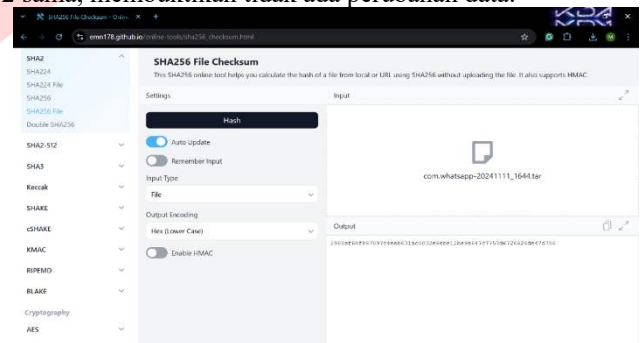 sama, membuktikan tidak ada perubahan data.
SHA256 File Checksum - Online
emn178.github.io/online-tools/sha256_checksum.html
SHA2
SHA224
SHA224 File
SHA256
SHA256 File
Double SHA256
SHA2-512
SHA3
Keccak
SHAKE
cSHAKE
KMAC
RIPEMD
BLAKE
Cryptography
AES
SHA256 File Checksum
This SHA256 online tool helps you calculate the hash of a file from local or URL using SHA256 without uploading the file. It also supports HMAC.
Settings
Hash
Auto Update
Remember Input
Input Type
File
Output Encoding
Hex (Lower Case)
Enable HMAC
Input
com.whatsapp-20241111_1644.tar
Output